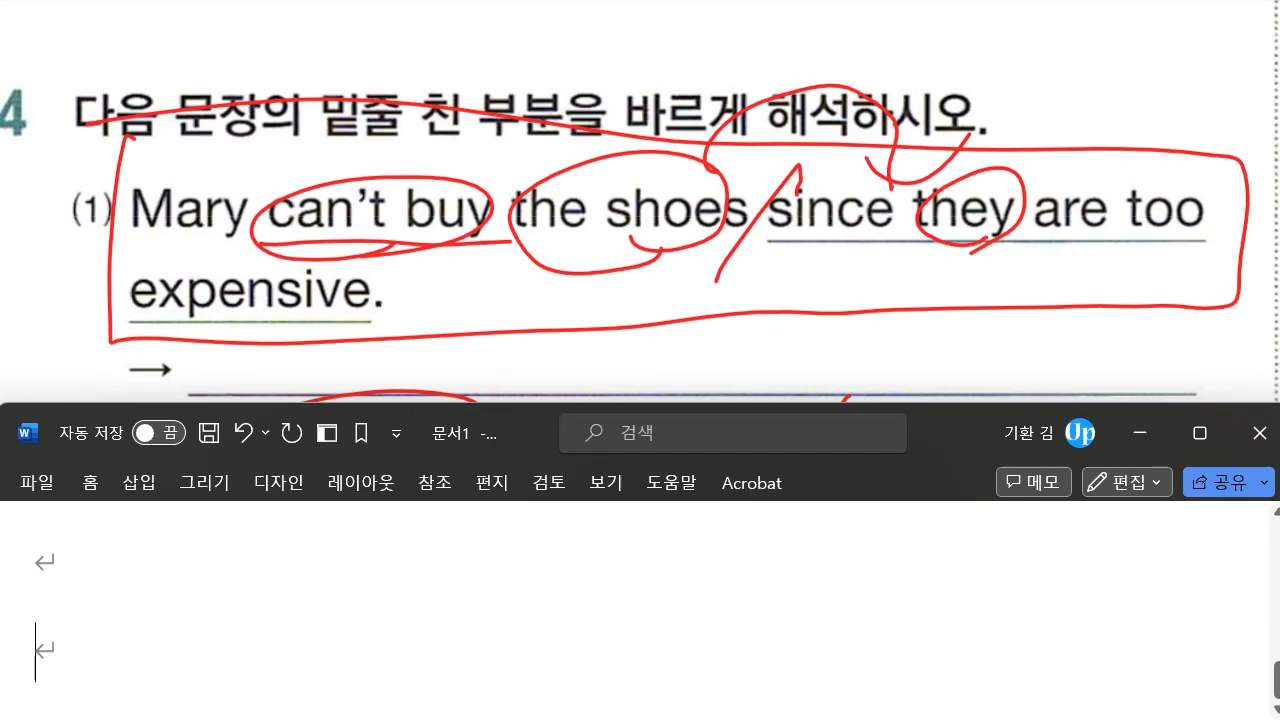 4 다음 문장의 밑줄 친 부분을 바르게 해석하시오.
(1) Mary can't buy the shoes since they are too
expensive.
→
자동 저장 끔 문서1 -... 검색 기환 김 Up
파일 홈 삽입 그리기 디자인 레이아웃 참조 편지 검토 보기 도움말 Acrobat 메모 편집 공유